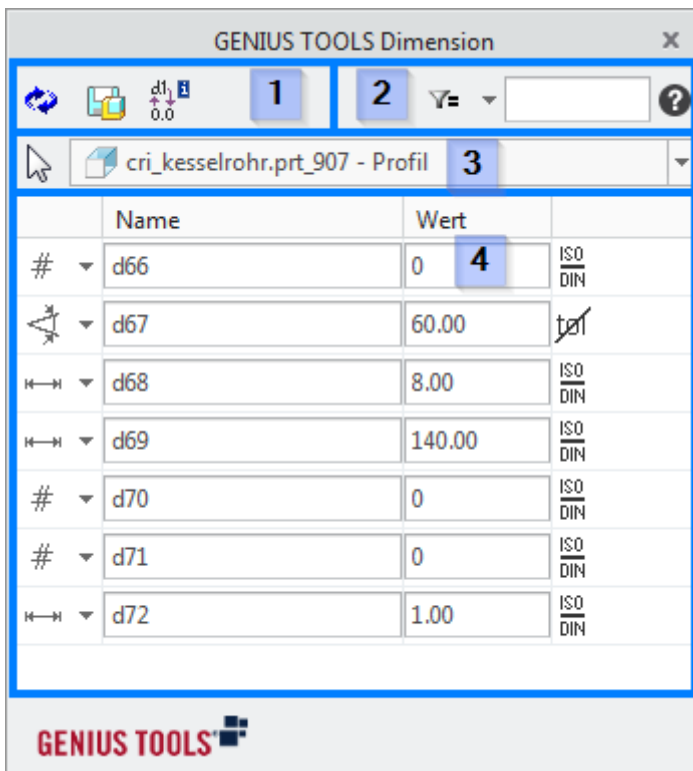 GENIUS TOOLS Dimension x
d1 i 0.0 1 2 = ?
cri_kesselrohr.prt_907 - Profil 3
Name Wert
# d66 0 4 ISO DIN
d67 60.00 tol
d68 8.00 ISO DIN
d69 140.00 ISO DIN
# d70 0 ISO DIN
# d71 0 ISO DIN
d72 1.00 ISO DIN
GENIUS TOOLS